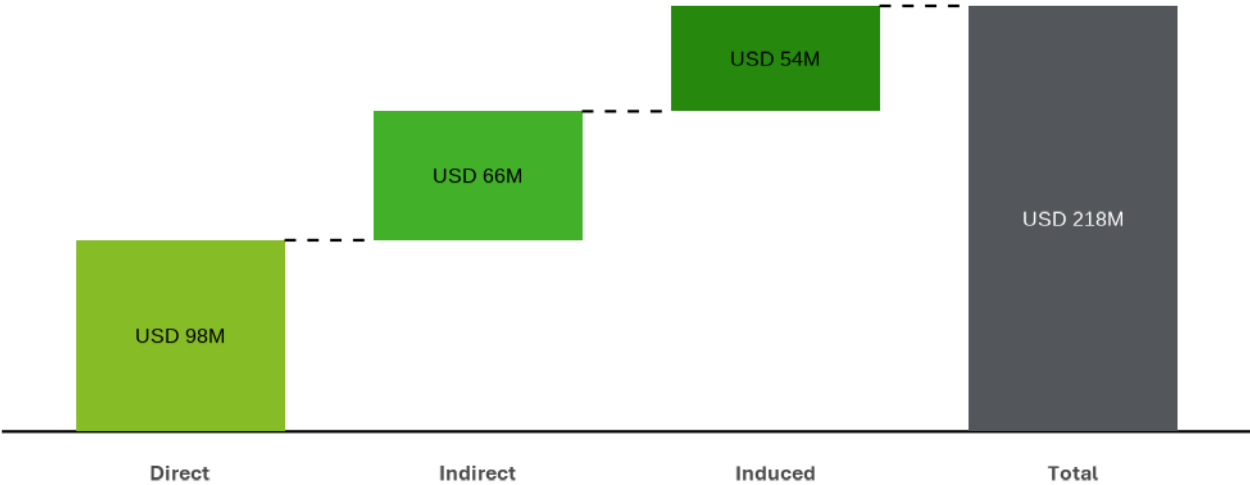 USD 54M
USD 66M
USD 218M
USD 98M
Direct
Indirect
Induced
Total